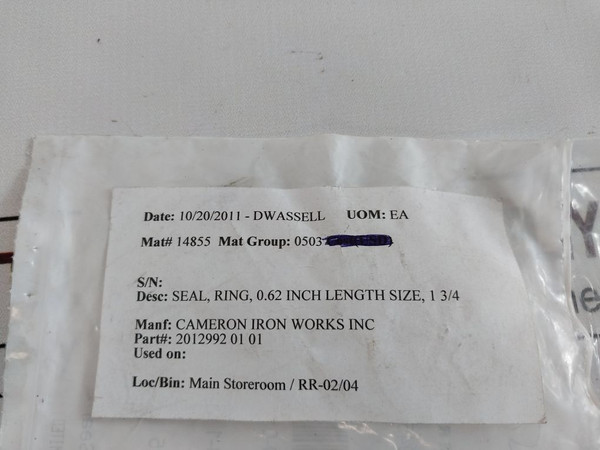 Date: 10/20/2011 - DWASSELL UOM: EA
Mat# 14855 Mat Group: 0503
S/N:
Desc: SEAL, RING, 0.62 INCH LENGTH SIZE, 1 3/4
Manf: CAMERON IRON WORKS INC
Part#: 2012992 01 01
Used on:
Loc/Bin: Main Storeroom / RR-02/04